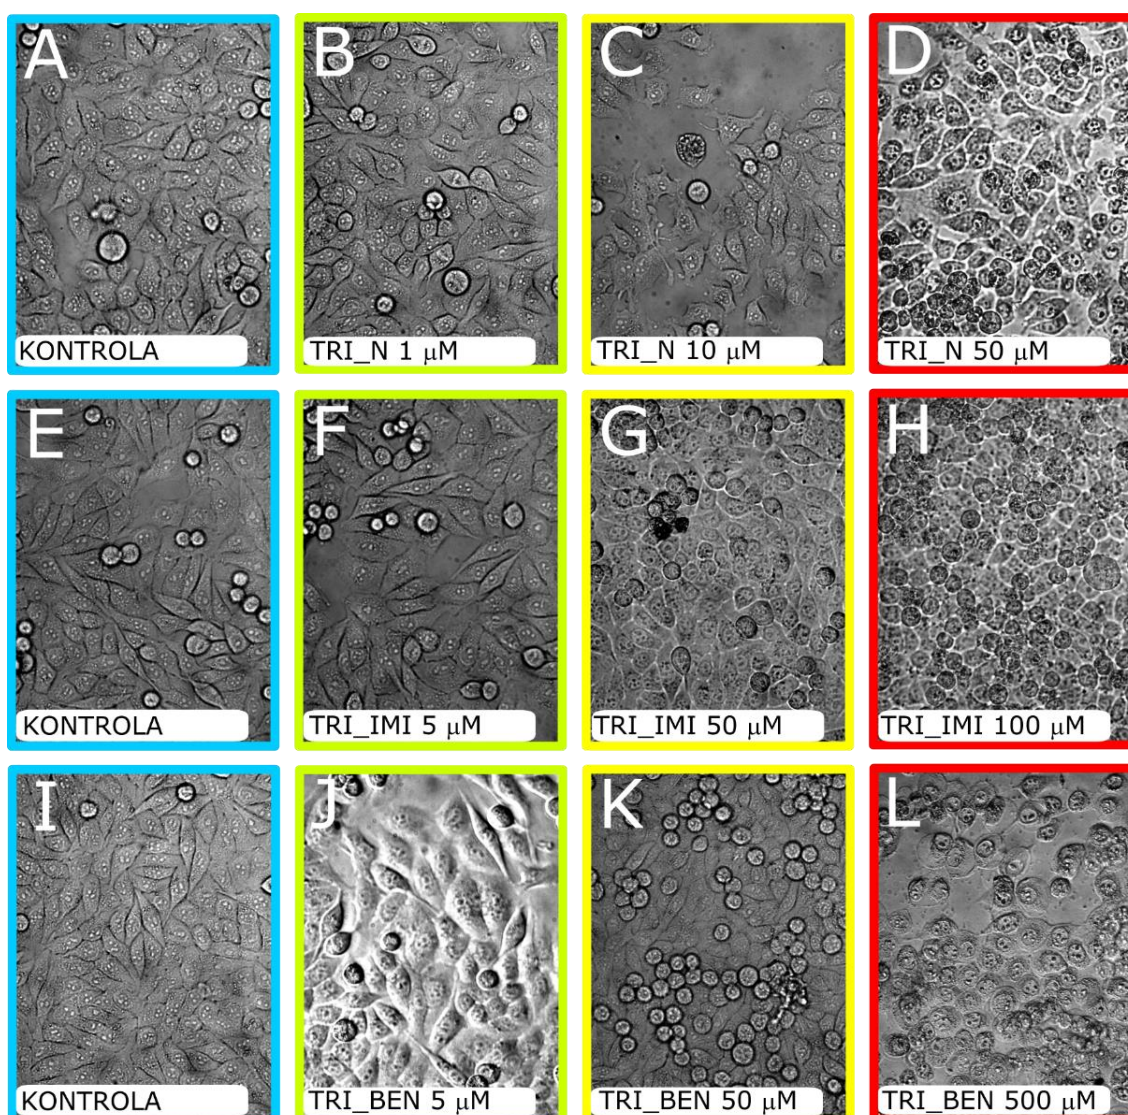 A
KONTROLA
B
TRI_N 1 μM
C
TRI_N 10 μM
D
TRI_N 50 μM
E
KONTROLA
F
TRI_IMI 5 μM
G
TRI_IMI 50 μM
H
TRI_IMI 100 μM
I
KONTROLA
J
TRI_BEN 5 μM
K
TRI_BEN 50 μM
L
TRI_BEN 500 μM